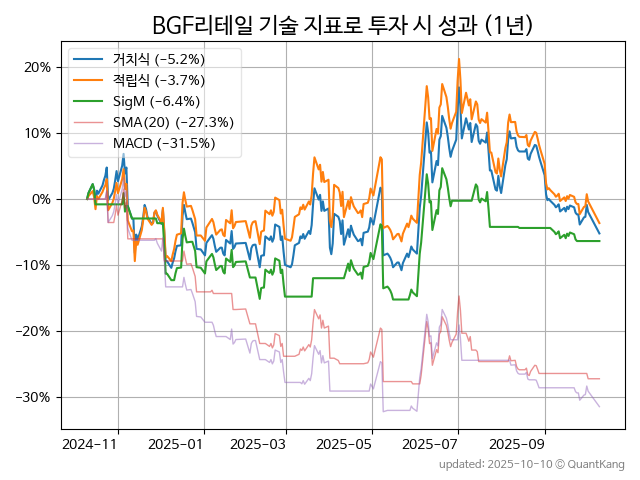 BGF리테일 기술 지표로 투자 시 성과 (1년)
거치식 (−5.2%)
적립식 (−3.7%)
SigM (−6.4%)
SMA(20) (−27.3%)
MACD (−31.5%)
20%
10%
0%
−10%
−20%
−30%
2024-11 2025-01 2025-03 2025-05 2025-07 2025-09
updated: 2025-10-10 ⓒ QuantKang